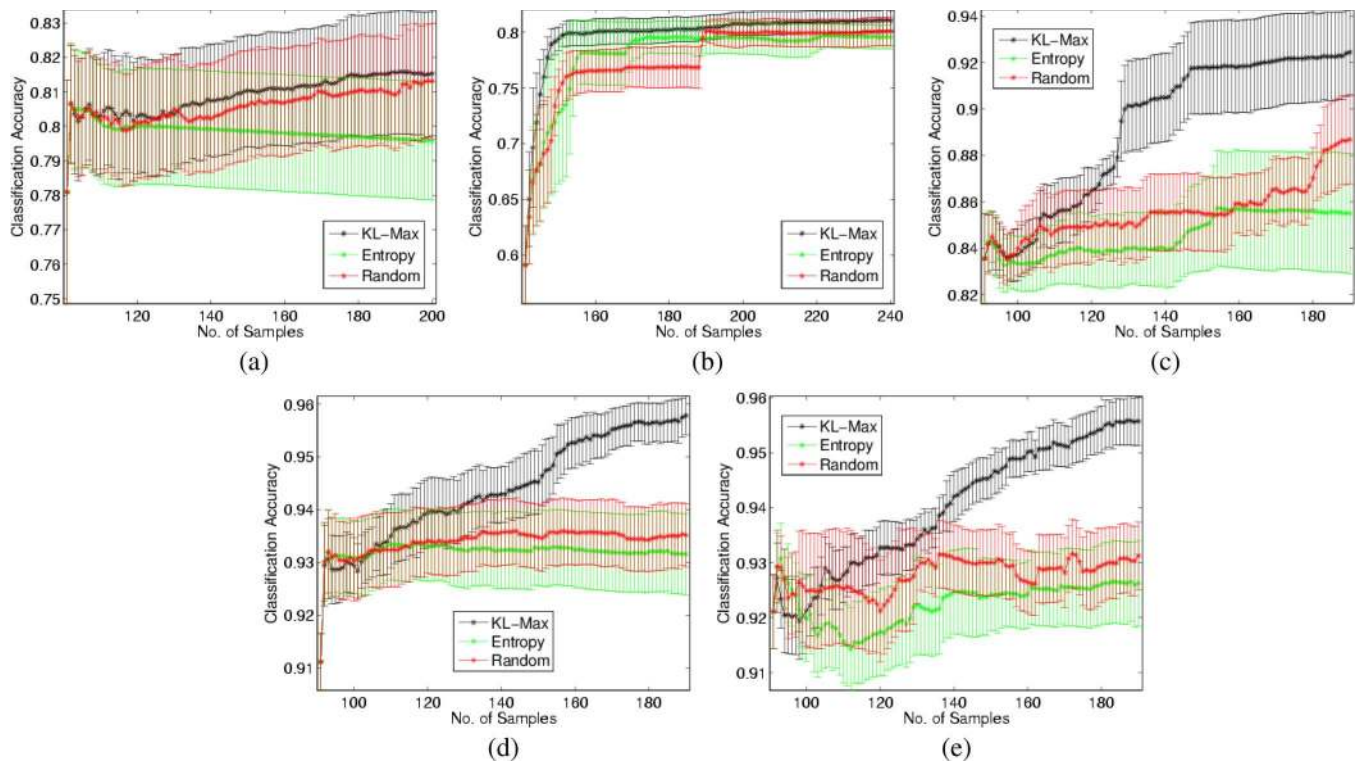 Classification Accuracy
0.83
0.82
0.81
0.8
0.79
0.78
0.77
0.76
0.75
KL-Max
Entropy
Random
120 140 160 180 200
No. of Samples
(a)
Classification Accuracy
0.8
0.75
0.7
0.65
0.6
KL-Max
Entropy
Random
160 180 200 220 240
No. of Samples
(b)
Classification Accuracy
0.94
0.92
0.9
0.88
0.86
0.84
0.82
KL-Max
Entropy
Random
100 120 140 160 180
No. of Samples
(c)
Classification Accuracy
0.96
0.95
0.94
0.93
0.92
0.91
KL-Max
Entropy
Random
100 120 140 160 180
No. of Samples
(d)
Classification Accuracy
0.96
0.95
0.94
0.93
0.92
0.91
KL-Max
Entropy
Random
100 120 140 160 180
No. of Samples
(e)